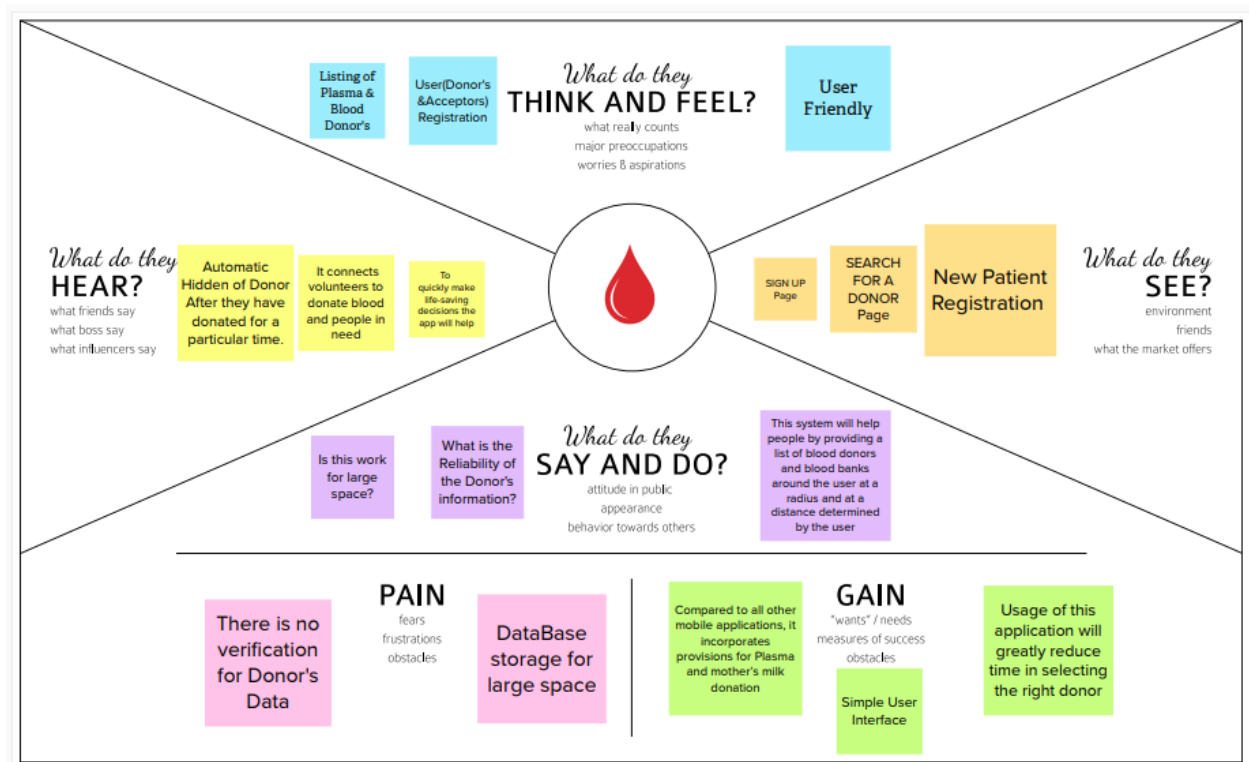 What do they
THINK AND FEEL?
what really counts
major preoccupations
worries & aspirations
Listing of
Plasma &
Blood
Donor's
User(Donor's
&Acceptors)
Registration
User
Friendly
What do they
HEAR?
what friends say
what boss say
what influencers say
Automatic
Hidden of Donor
After they have
donated for a
particular time.
It connects
volunteers to
donate blood
and people in
need
To
quickly make
life-saving
decisions the
app will help
SIGN UP
Page
SEARCH
FOR A
DONOR
Page
New Patient
Registration
What do they
SEE?
environment
friends
what the market offers
What do they
SAY AND DO?
attitude in public
appearance
behavior towards others
Is this work
for large
space?
What is the
Reliability of
the Donor's
information?
This system will help
people by providing a
list of blood donors
and blood banks
around the user at a
radius and at a
distance determined
by the user
PAIN
fears
frustrations
obstacles
There is no
verification
for Donor's
Data
DataBase
storage for
large space
GAIN
"wants" / needs
measures of success
obstacles
Compared to all other
mobile applications, it
incorporates
provisions for Plasma
and mother's milk
donation
Simple User
Interface
Usage of this
application will
greatly reduce
time in selecting
the right donor